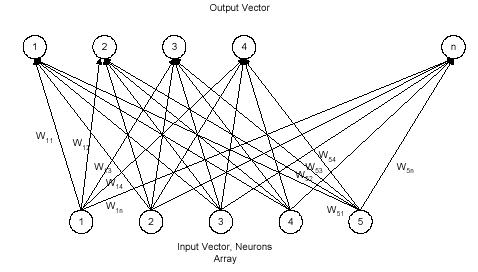 Output Vector
1 2 3 4 n
W11
W12
W13
W14
W1n
W54
W53
W52
W5n
W51
1 2 3 4 5
Input Vector, Neurons
Array